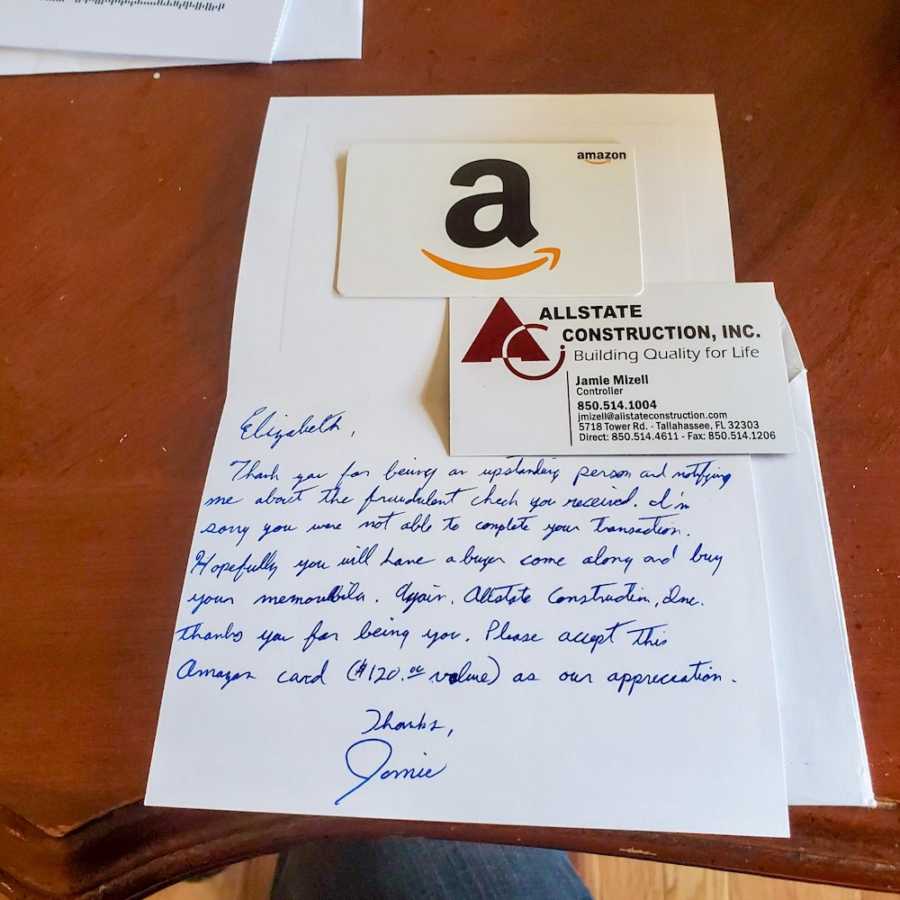 amazon
a
ALLSTATE
CONSTRUCTION, INC.
Building Quality for Life
Jamie Mizell
Controller
850.514.1004
jmizell@allstateconstruction.com
5718 Tower Rd. - Tallahassee, FL 32303
Direct: 850.514.4611 - Fax: 850.514.1206
Elizabeth,
Thank you for being an upstanding person and notifying
me about the fraudulent check you received. I'm
sorry you were not able to complete your transaction.
Hopefully you will have a buyer come along and buy
your memoribila. Again, Allstate Construction, Inc.
thanks you for being you. Please accept this
Amazon card ($120.00 value) as our appreciation.
Thanks,
Jamie